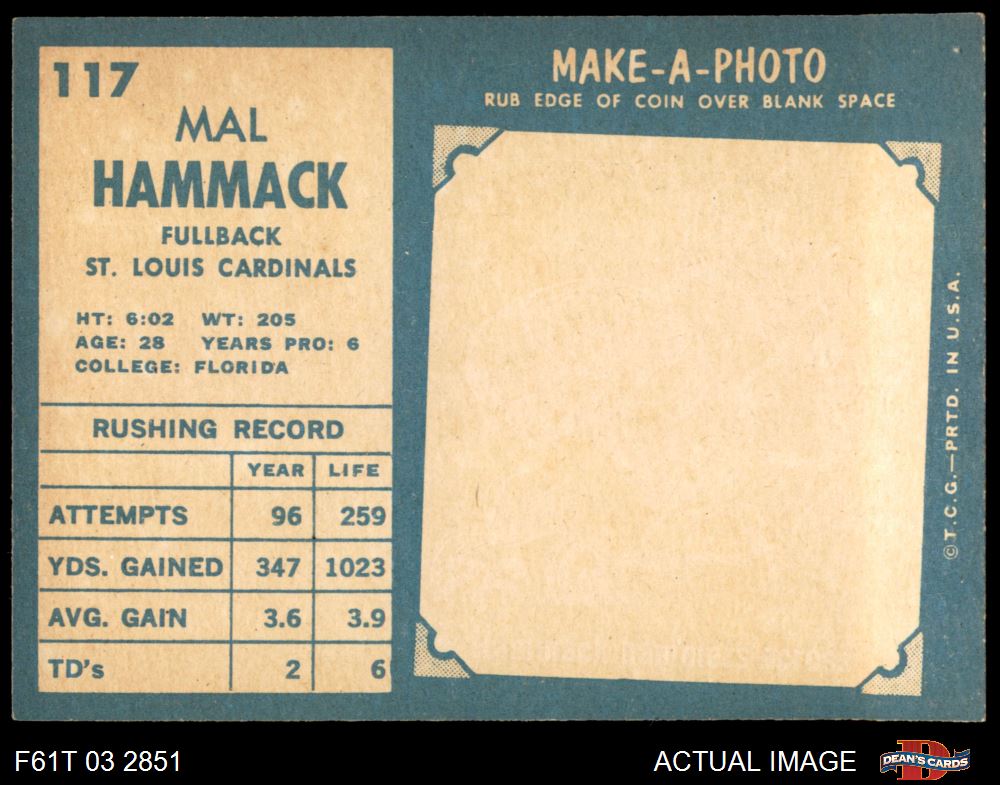 117
MAL
HAMMACK
FULLBACK
ST. LOUIS CARDINALS
HT: 6:02 WT: 205
AGE: 28 YEARS PRO: 6
COLLEGE: FLORIDA
RUSHING RECORD
YEAR LIFE
ATTEMPTS 96 259
YDS. GAINED 347 1023
AVG. GAIN 3.6 3.9
TD's 2 6
MAKE-A-PHOTO
RUB EDGE OF COIN OVER BLANK SPACE
© T.C.G.—PRTD. IN U.S.A.
F61T 03 2851
ACTUAL IMAGE
DEAN'S CARDS